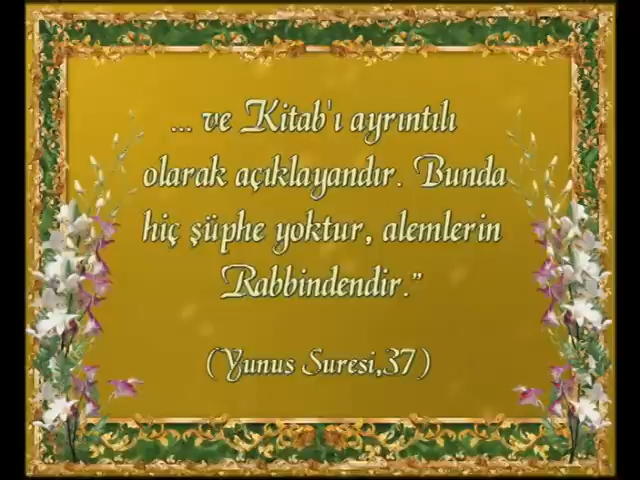 ... ve Kitab'ı ayrıntılı
olarak açıklayandır. Bunda
hiç şüphe yoktur, alemlerin
Rabbindendir.”
(Yunus Suresi,37)